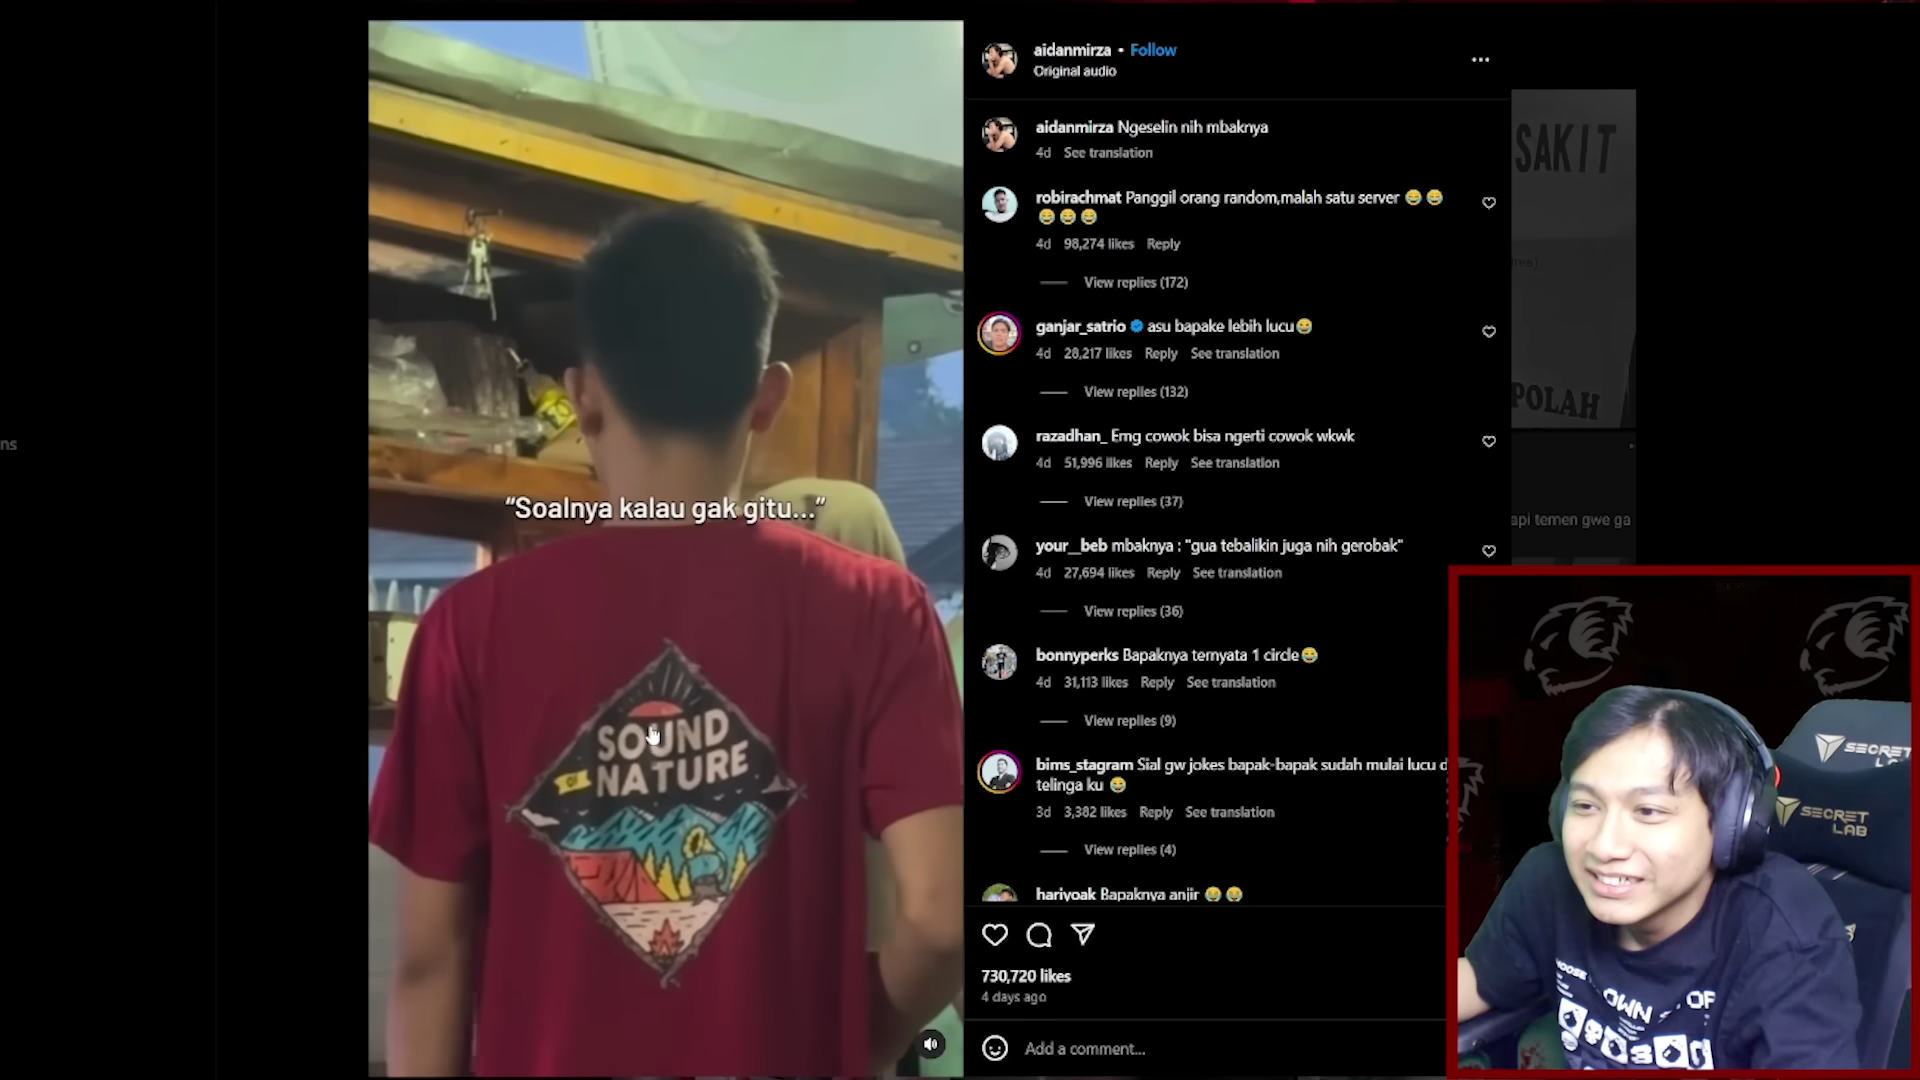 ns
"Soalnya kalau gak gitu..."
SOUND
OF
NATURE
aidanmirza • Follow
Original audio
aidanmirza Ngeselin nih mbaknya
4d See translation
robirachmat Panggil orang random,malah satu server 😂😂
😂😂😂
4d 98,274 likes Reply
View replies (172)
ganjar_satrio asu bapake lebih lucu😂
4d 28,217 likes Reply See translation
View replies (132)
razadhan_ Emg cowok bisa ngerti cowok wkwk
4d 51,996 likes Reply See translation
View replies (37)
your__beb mbaknya : "gua tebalikin juga nih gerobak"
4d 27,694 likes Reply See translation
View replies (36)
bonnyperks Bapaknya ternyata 1 circle😂
4d 31,113 likes Reply See translation
View replies (9)
bims_stagram Sial gw jokes bapak-bapak sudah mulai lucu d
telinga ku 😂
3d 3,382 likes Reply See translation
View replies (4)
hariyoak Bapaknya anjir 😂😂
730,720 likes
4 days ago
Add a comment...
SAKIT
POLAH
api temen gwe ga
SECRET
SECRET
LAB
OWN
OF